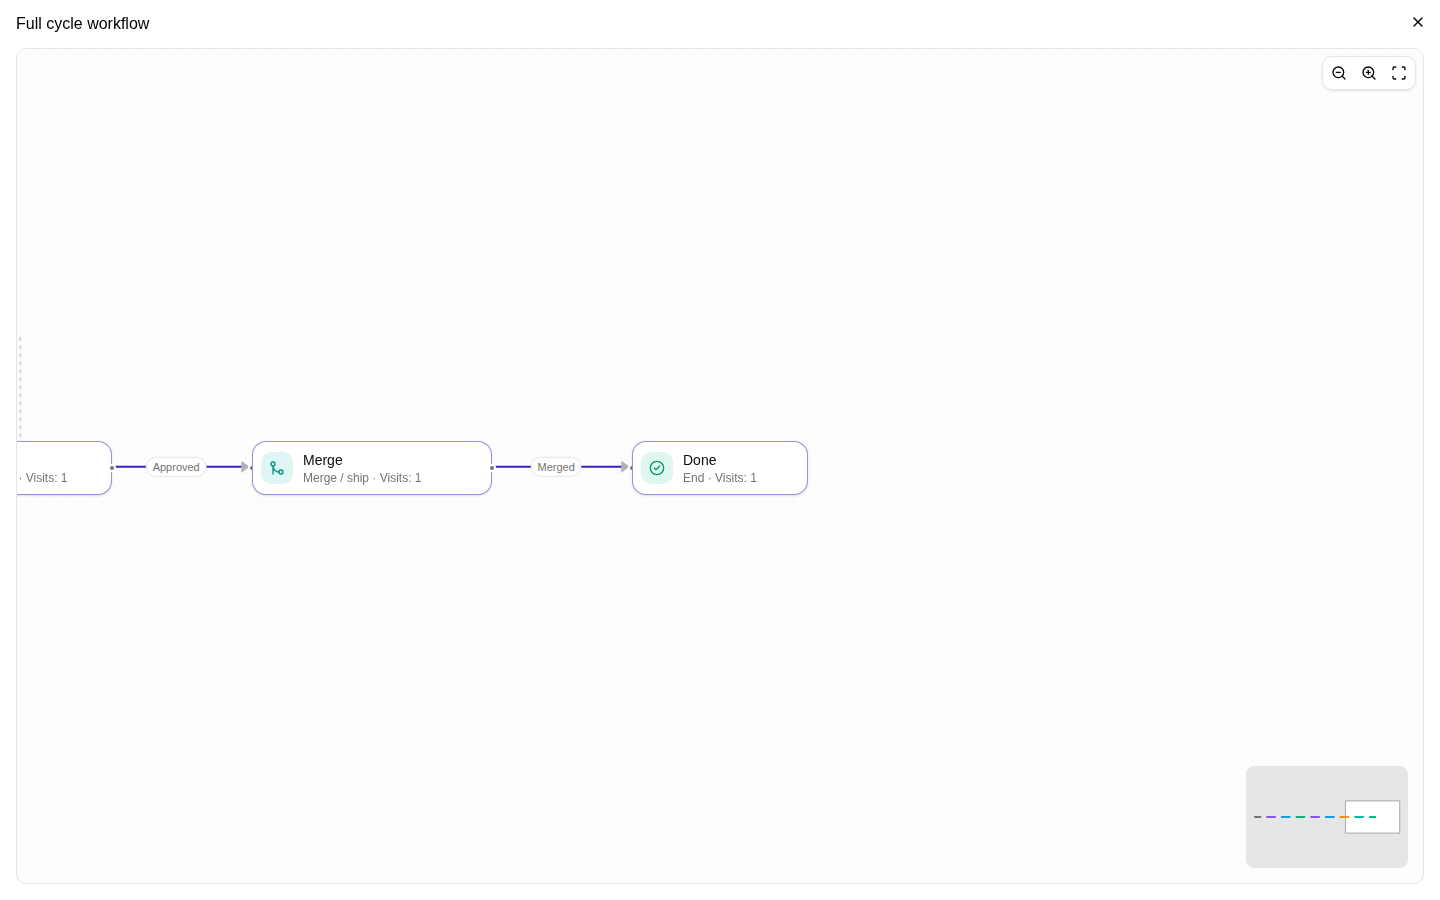 Full cycle workflow
· Visits: 1
Approved
Merge
Merge / ship · Visits: 1
Merged
Done
End · Visits: 1